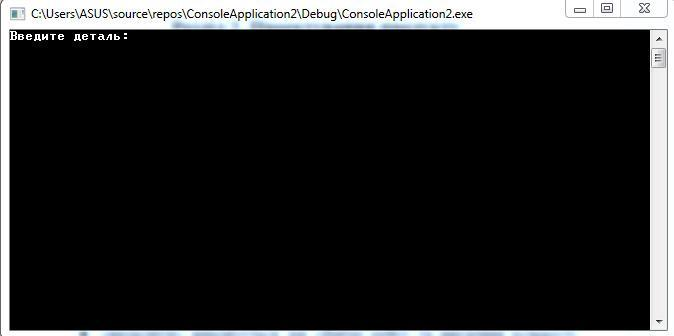 C:\Users\ASUS\source\repos\ConsoleApplication2\Debug\ConsoleApplication2.exe
Введите деталь: